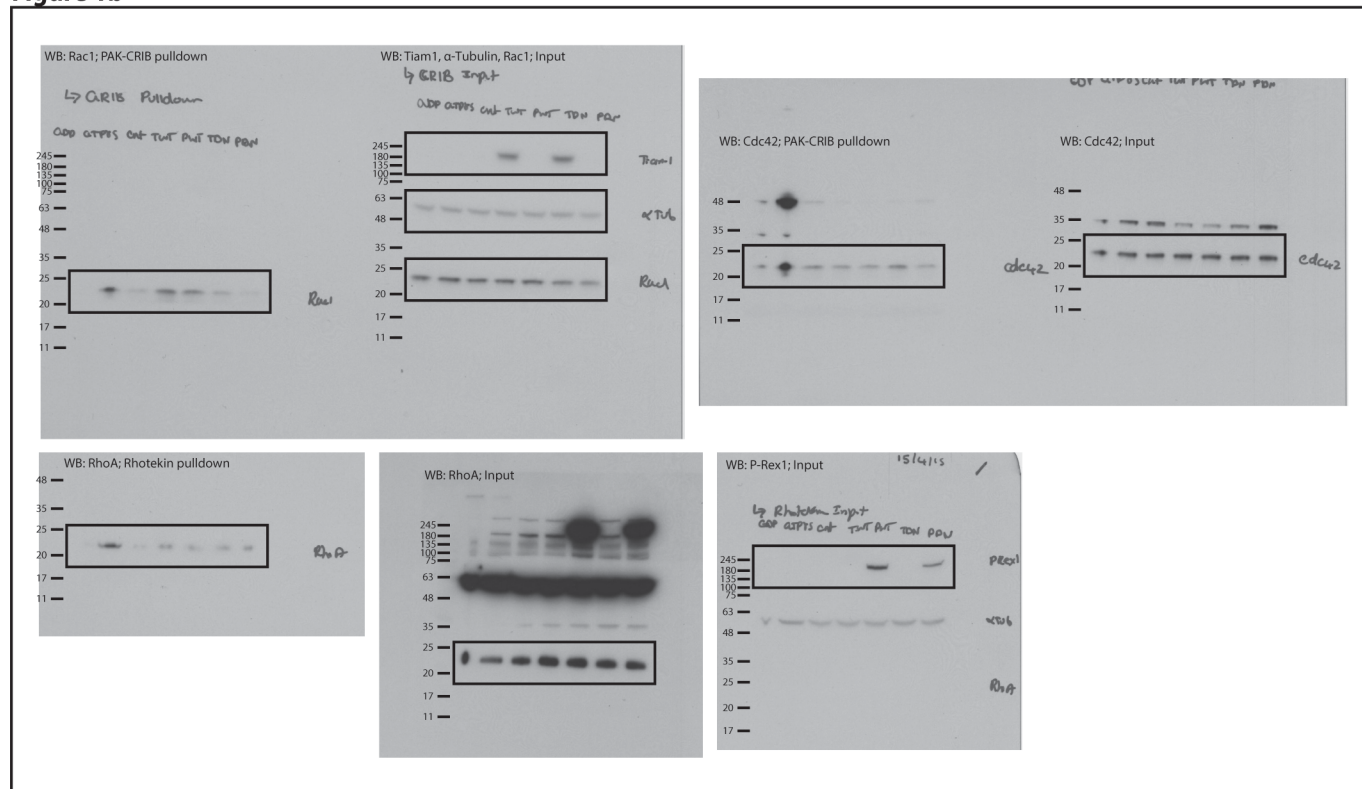 WB: Rac1; PAK-CRIB pulldown
↳ CRIB Pulldown
GDP GTPγS Cnt TWT PWT TDN PDN
245
180
135
100
75
63
48
35
25
20
17
11
Rac1
WB: Tiam1, α-Tubulin, Rac1; Input
↳ CRIB Input
GDP GTPγS Cnt TWT PWT TDN PDN
245
180
135
100
75
63
48
35
25
20
17
11
Tiam1
αTub
Rac1
GDP GTPγS Cnt TWT PWT TDN PDN
WB: Cdc42; PAK-CRIB pulldown
48
35
25
20
17
11
cdc42
WB: Cdc42; Input
48
35
25
20
17
11
cdc42
WB: RhoA; Rhotekin pulldown
48
35
25
20
17
11
RhoA
WB: RhoA; Input
245
180
135
100
75
63
48
35
25
20
17
11
WB: P-Rex1; Input
15/4/15
↳ Rhotekin Input
GDP GTPγS Cnt TWT PWT TDN PDN
245
180
135
100
75
63
48
35
25
20
17
PRex1
αTub
RhoA